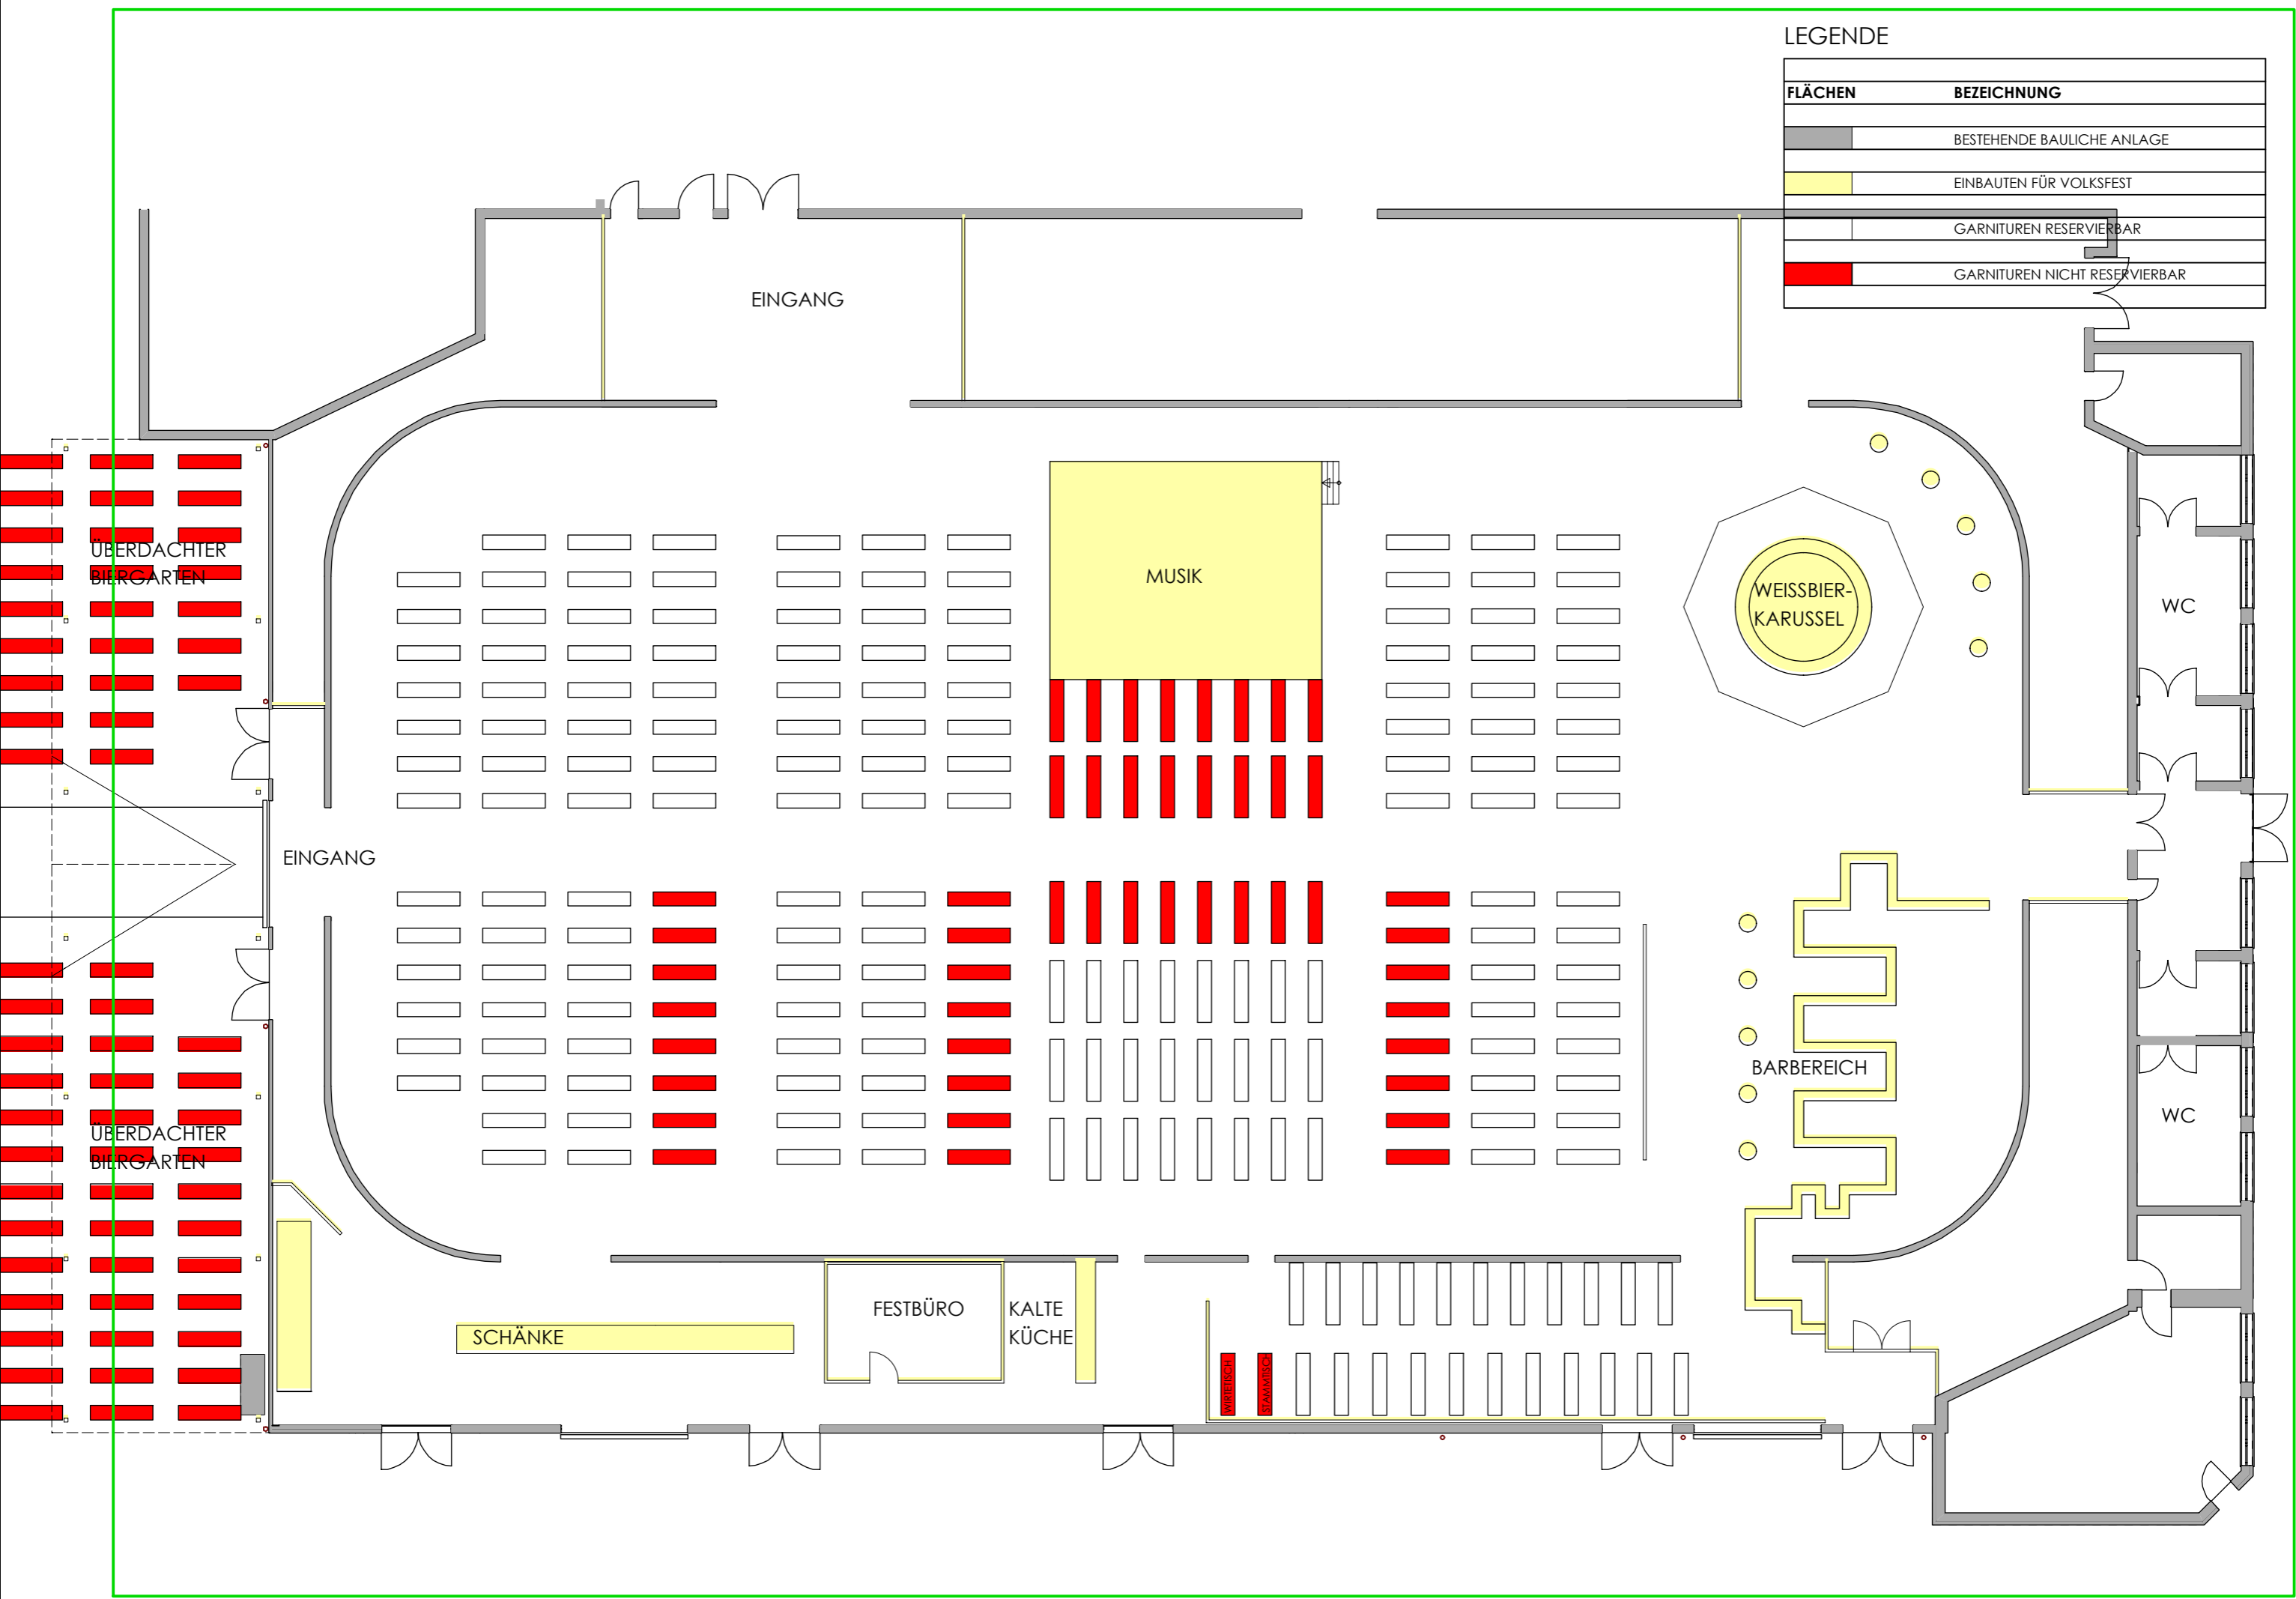 LEGENDE
FLÄCHEN BEZEICHNUNG
BESTEHENDE BAULICHE ANLAGE
EINBAUTEN FÜR VOLKSFEST
GARNITUREN RESERVIERBAR
GARNITUREN NICHT RESERVIERBAR
EINGANG
ÜBERDACHTER
BIERGARTEN
MUSIK
WEISSBIER-
KARUSSEL
WC
EINGANG
BARBEREICH
WC
ÜBERDACHTER
BIERGARTEN
SCHÄNKE
FESTBÜRO
KALTE
KÜCHE
WIRTETISCH
STAMMTISCH